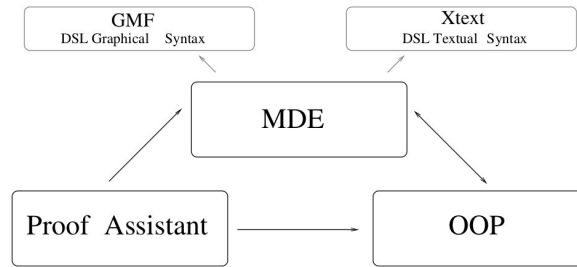 GMF
DSL Graphical Syntax
Xtext
DSL Textual Syntax
MDE
Proof Assistant
OOP